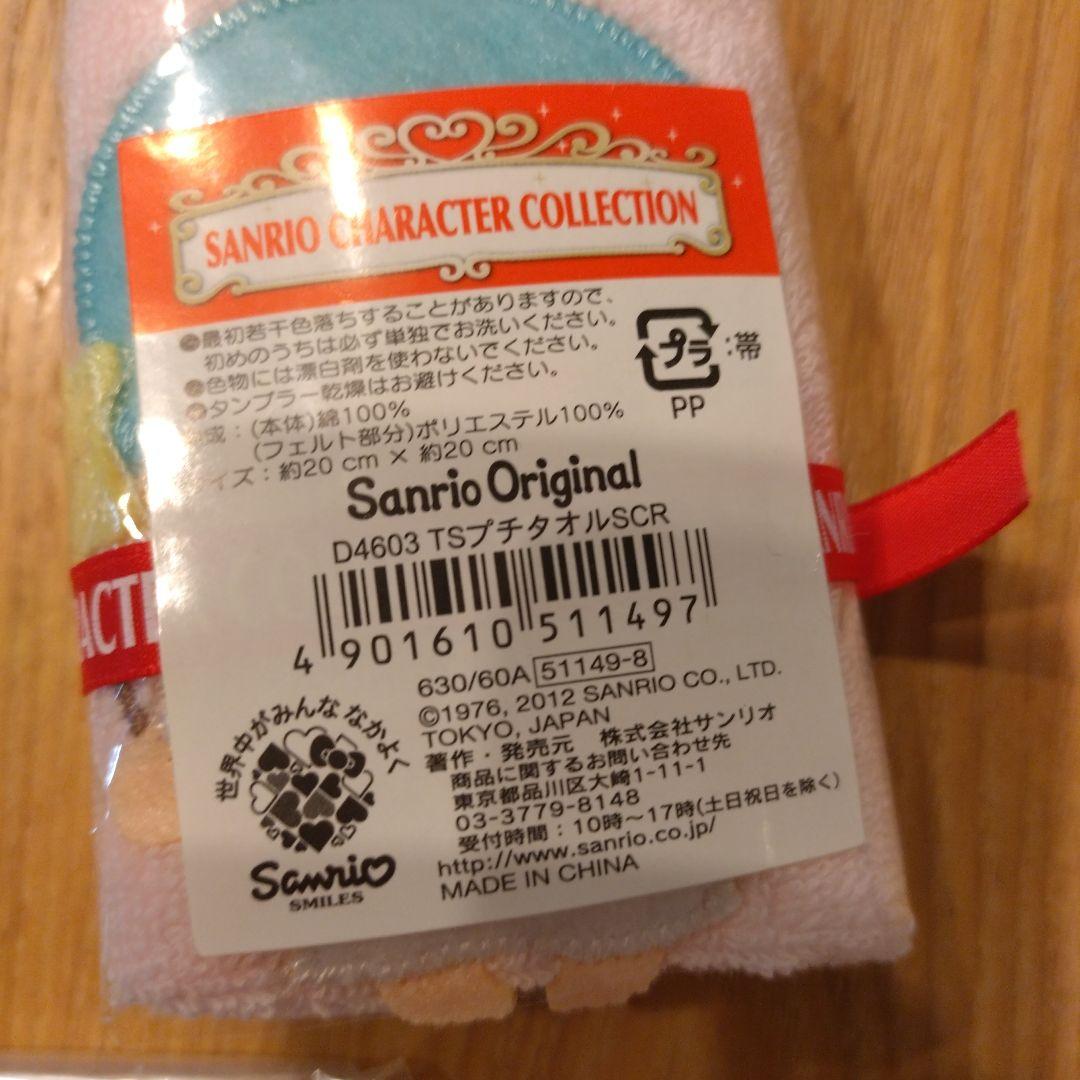 SANRIO CHARACTER COLLECTION
●最初若干色落ちすることがありますので、
初めのうちは必ず単独でお洗いください。
●色物には漂白剤を使わないでください。
●タンブラー乾燥はお避けください。
成：(本体)綿100%
(フェルト部分)ポリエステル100%
イズ：約20 cm × 約20 cm
プラ :帯
PP
Sanrio Original
D4603 TSプチタオルSCR
4 901610 511497
630/60A 51149-8
©1976, 2012 SANRIO CO., LTD.
TOKYO, JAPAN
著作・発売元 株式会社サンリオ
商品に関するお問い合わせ先
東京都品川区大崎1-11-1
03-3779-8148
受付時間：10時〜17時(土日祝日を除く)
http://www.sanrio.co.jp/
MADE IN CHINA
世界中がみんな なかよく
Sanrio
SMILES
ACTE